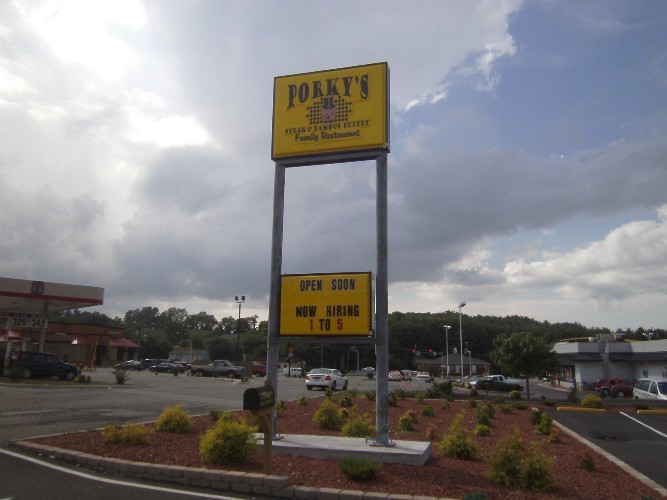 PORKY'S
STEAK & FAMOUS BUFFET
Family Restaurant
OPEN SOON
NOW HIRING
1 TO 5